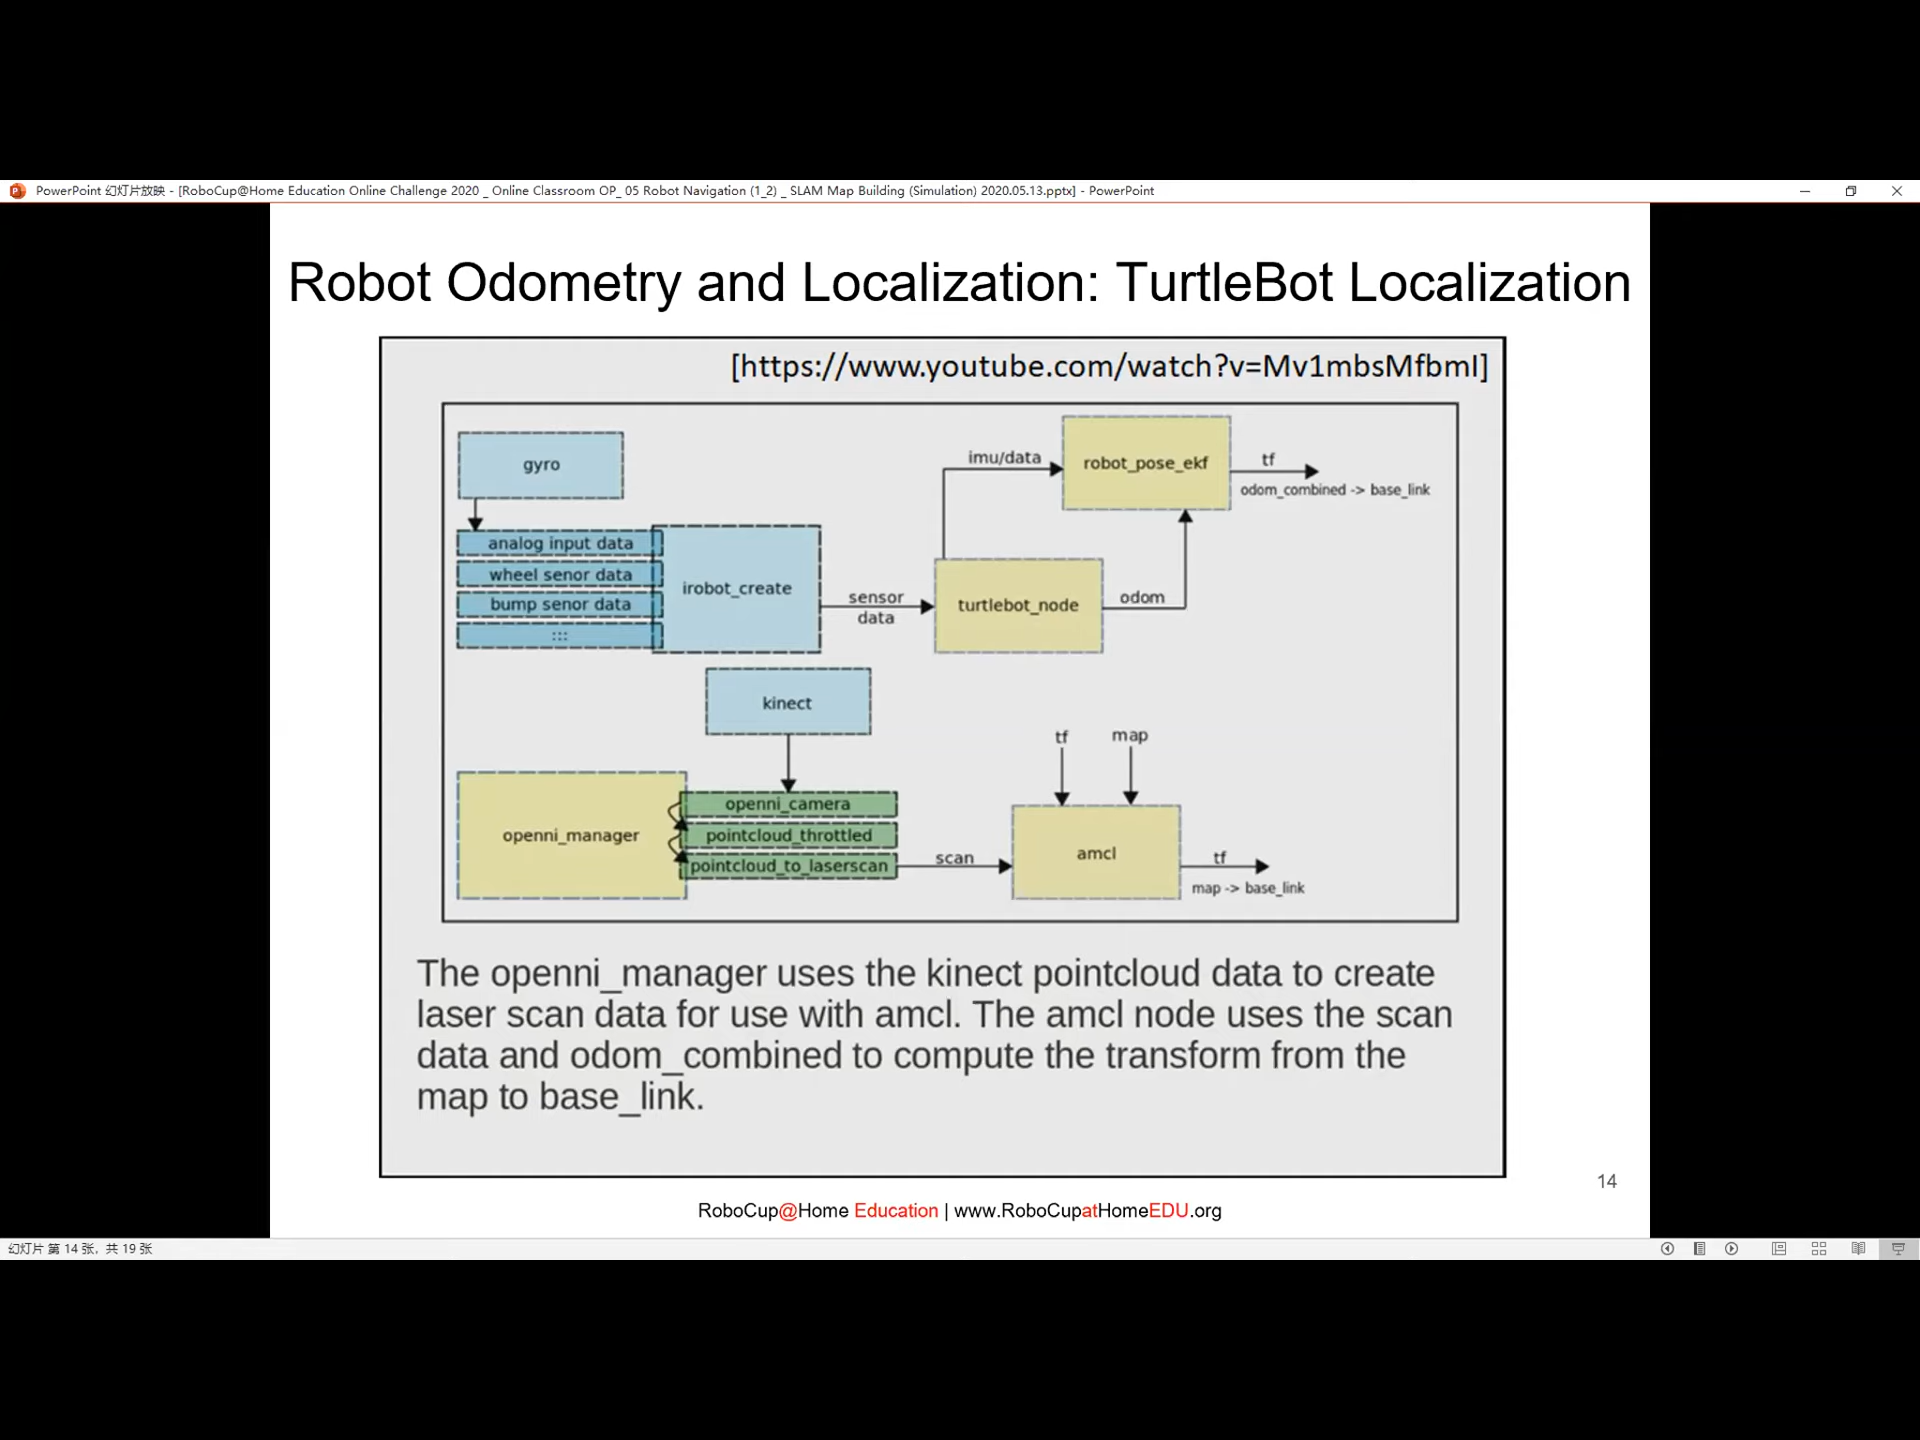 PowerPoint 幻灯片放映 - [RoboCup@Home Education Online Challenge 2020 _ Online Classroom OP_ 05 Robot Navigation (1_2) _ SLAM Map Building (Simulation) 2020.05.13.pptx] - PowerPoint
Robot Odometry and Localization: TurtleBot Localization
[https://www.youtube.com/watch?v=Mv1mbsMfbmI]
gyro
analog input data
wheel senor data
bump senor data
:::
irobot_create
sensor
data
turtlebot_node
imu/data
odom
robot_pose_ekf
tf
odom_combined -> base_link
kinect
openni_manager
openni_camera
pointcloud_throttled
pointcloud_to_laserscan
scan
tf
map
amcl
tf
map -> base_link
The openni_manager uses the kinect pointcloud data to create
laser scan data for use with amcl. The amcl node uses the scan
data and odom_combined to compute the transform from the
map to base_link.
14
RoboCup@Home Education | www.RoboCupatHomeEDU.org
幻灯片 第 14 张，共 19 张